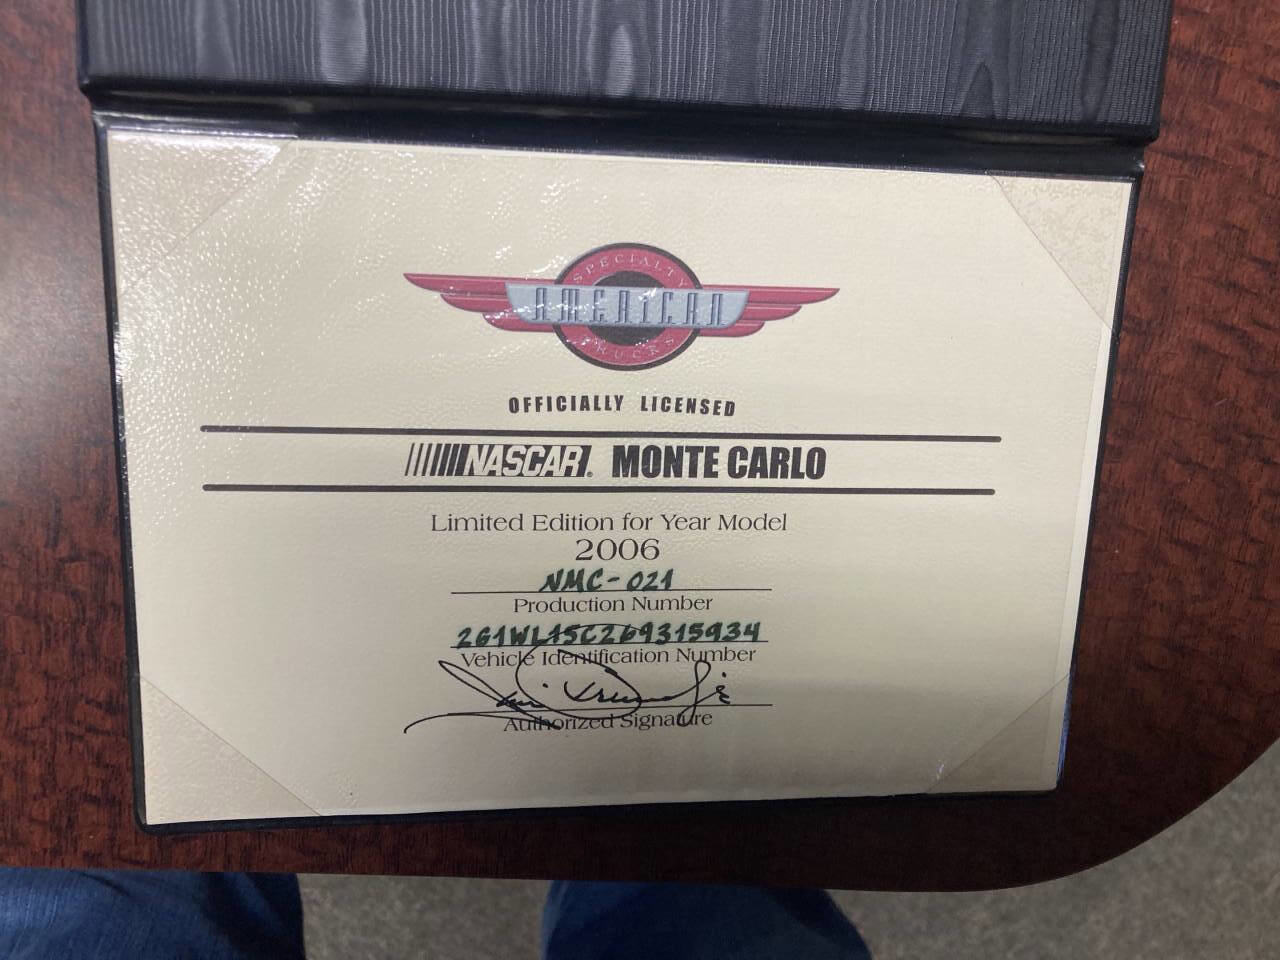 SPECIALTY
AMERICAN
TRUCKS
OFFICIALLY LICENSED
NASCAR. MONTE CARLO
Limited Edition for Year Model
2006
NMC-021
Production Number
2G1WL15C269315934
Vehicle Identification Number
Authorized Signature